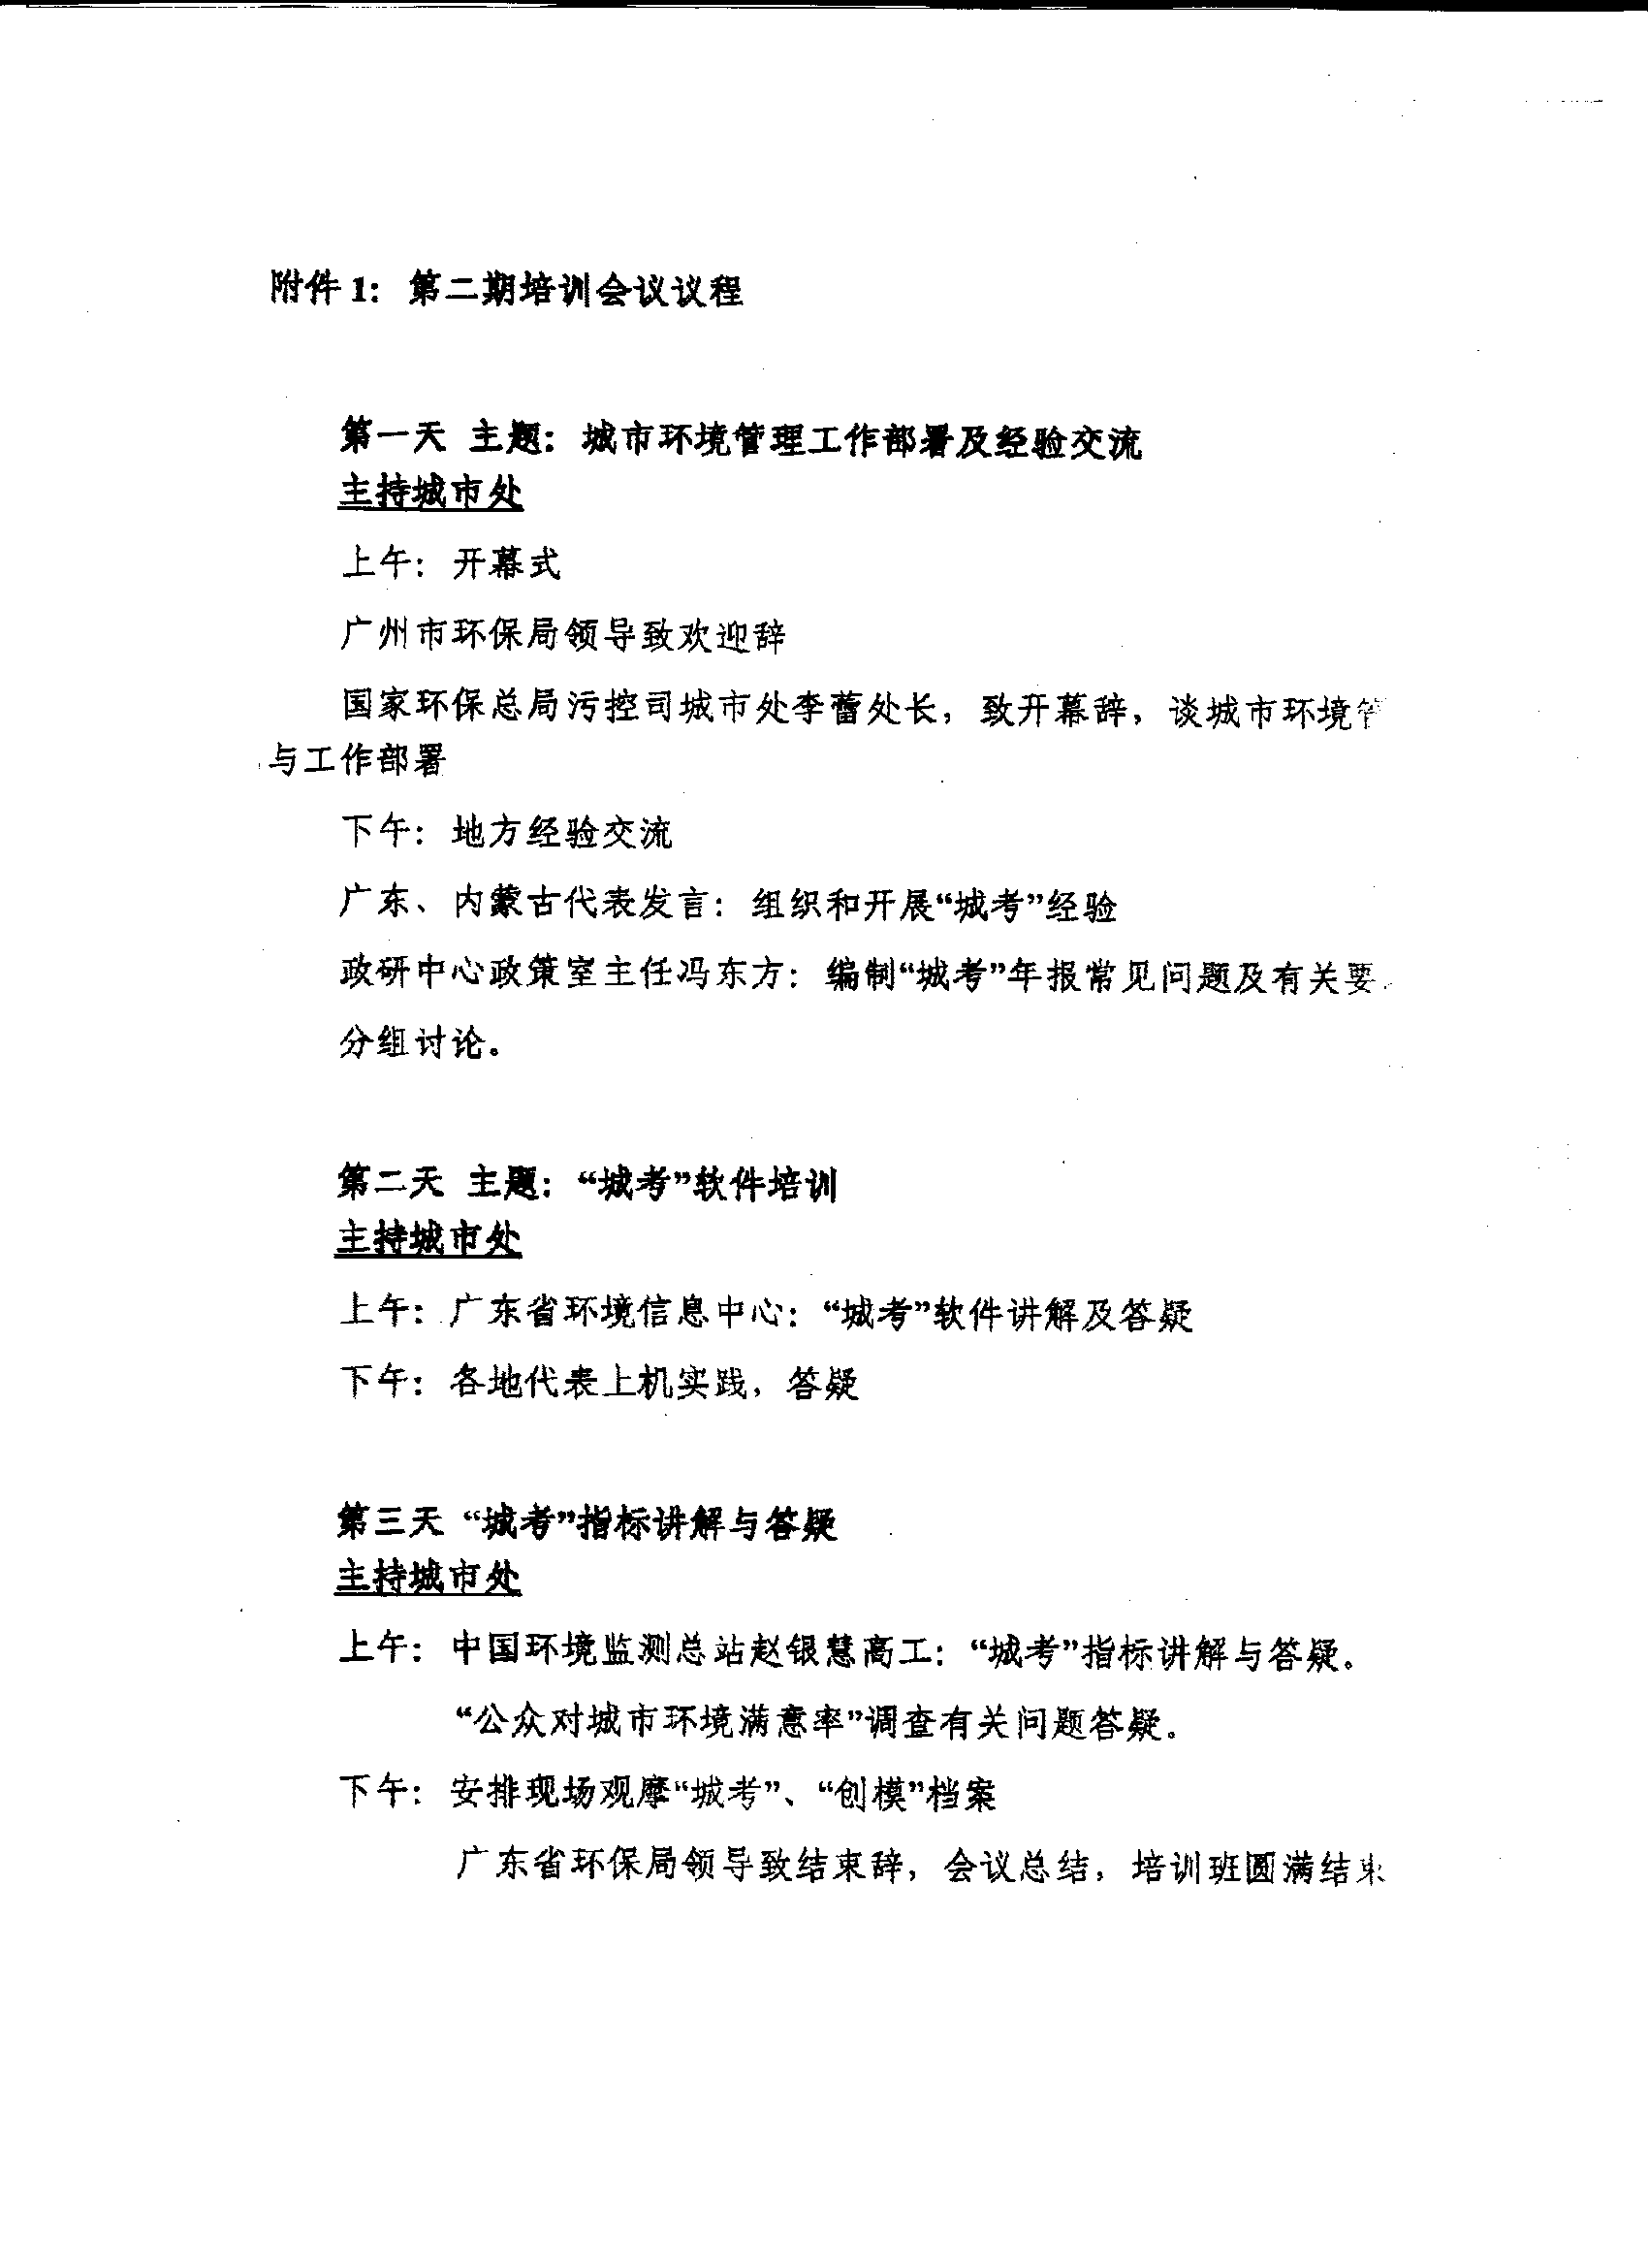 附件1：第二期培训会议议程
第一天 主题：城市环境管理工作部署及经验交流
主持城市处
上午：开幕式
广州市环保局领导致欢迎辞
国家环保总局污控司城市处李蕾处长，致开幕辞，谈城市环境管
与工作部署
下午：地方经验交流
广东、内蒙古代表发言：组织和开展“城考”经验
政研中心政策室主任冯东方：编制“城考”年报常见问题及有关要
分组讨论。
第二天 主题：“城考”软件培训
主持城市处
上午：广东省环境信息中心：“城考”软件讲解及答疑
下午：各地代表上机实践，答疑
第三天 “城考”指标讲解与答疑
主持城市处
上午：中国环境监测总站赵银慧高工：“城考”指标讲解与答疑。
“公众对城市环境满意率”调查有关问题答疑。
下午：安排现场观摩“城考”、“创模”档案
广东省环保局领导致结束辞，会议总结，培训班圆满结束